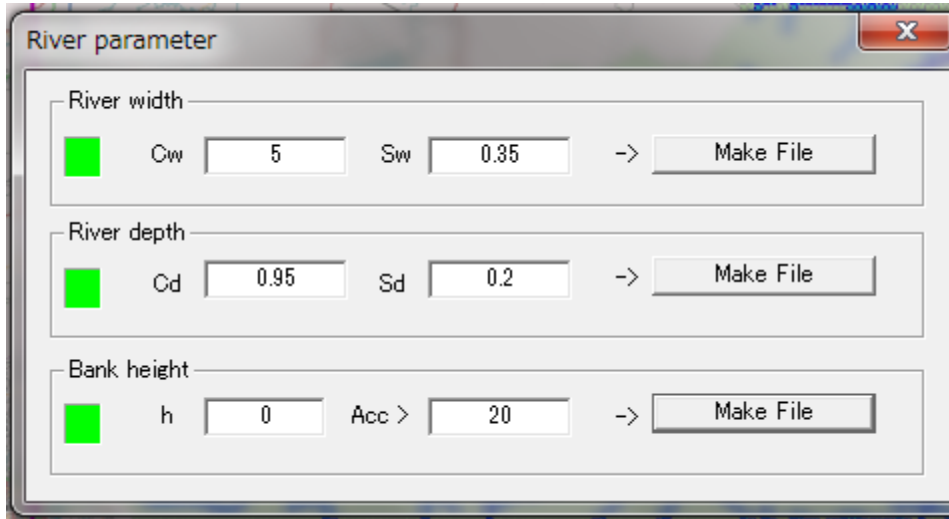 River parameter
River width
Cw 5 Sw 0.35 -> Make File
River depth
Cd 0.95 Sd 0.2 -> Make File
Bank height
h 0 Acc > 20 -> Make File